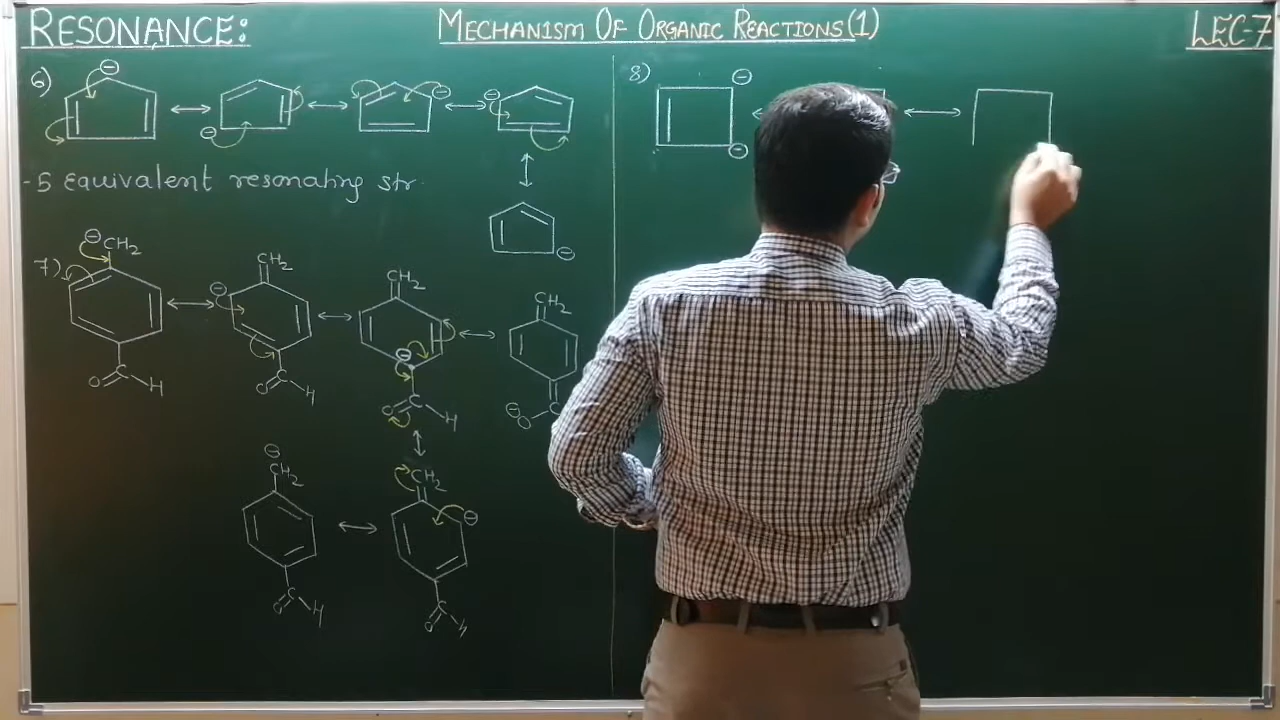 RESONANCE:
MECHANISM OF ORGANIC REACTIONS(1)
LEC-7
6)
⊖
⊖
⊖
⊖
- 5 Equivalent resonating str.
⊖
7)
⊖ CH2
O H
CH2
⊖
O H
CH2
⊖
C
O H
CH2
C
⊖ O
⊖
CH2
O H
CH2
⊖
O H
8)
⊖
⊖